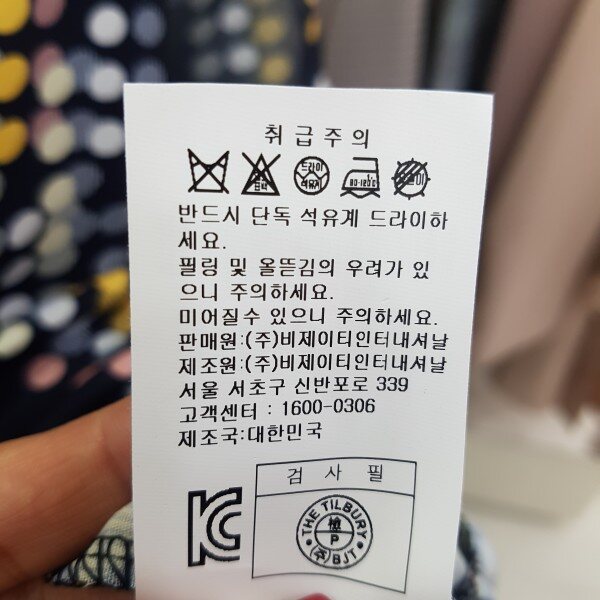 취급주의
드라이
석유계
80~120℃
반드시 단독 석유계 드라이하
세요.
필링 및 올뜯김의 우려가 있
으니 주의하세요.
미어질수 있으니 주의하세요.
판매원:(주)비제이티인터내셔날
제조원:(주)비제이티인터내셔날
서울 서초구 신반포로 339
고객센터 : 1600-0306
제조국:대한민국
검사필
THE TILBURY
檢
P
(주)BJT